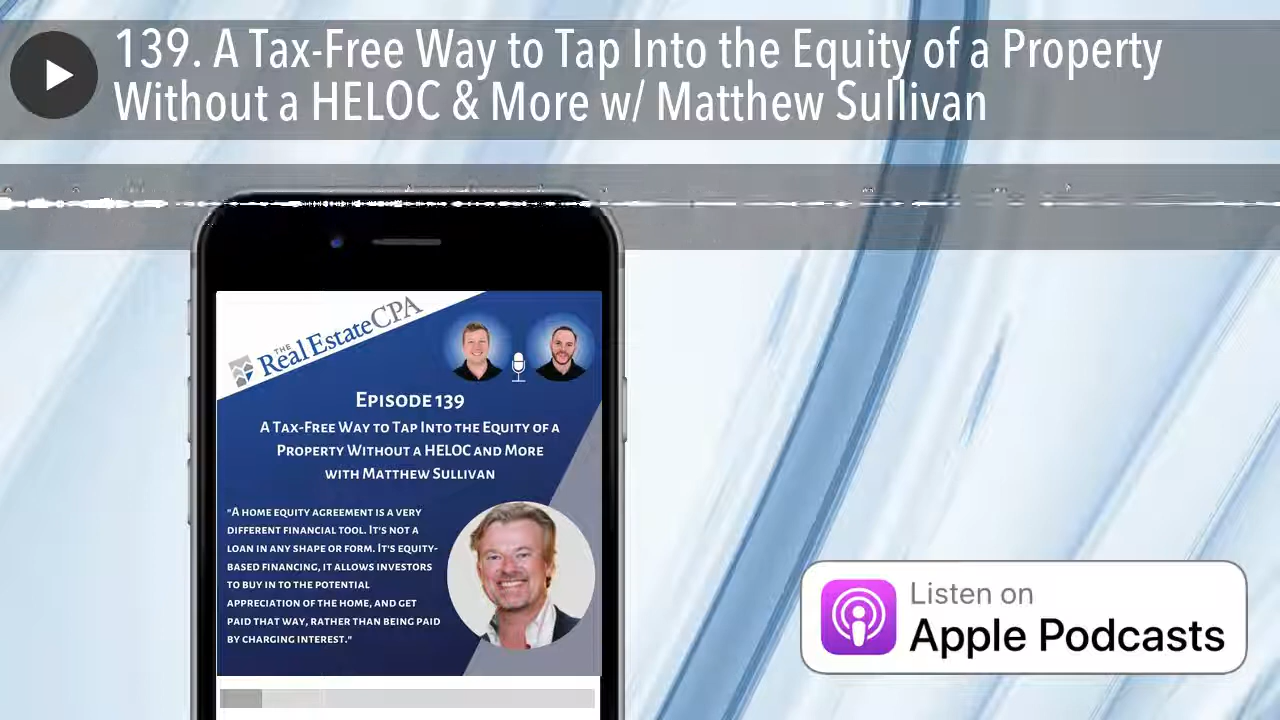 139. A Tax-Free Way to Tap Into the Equity of a Property
Without a HELOC & More w/ Matthew Sullivan
THE
Real Estate CPA
EPISODE 139
A TAX-FREE WAY TO TAP INTO THE EQUITY OF A
PROPERTY WITHOUT A HELOC AND MORE
WITH MATTHEW SULLIVAN
"A HOME EQUITY AGREEMENT IS A VERY
DIFFERENT FINANCIAL TOOL. IT'S NOT A
LOAN IN ANY SHAPE OR FORM. IT'S EQUITY-
BASED FINANCING, IT ALLOWS INVESTORS
TO BUY IN TO THE POTENTIAL
APPRECIATION OF THE HOME, AND GET
PAID THAT WAY, RATHER THAN BEING PAID
BY CHARGING INTEREST."
Listen on
Apple Podcasts